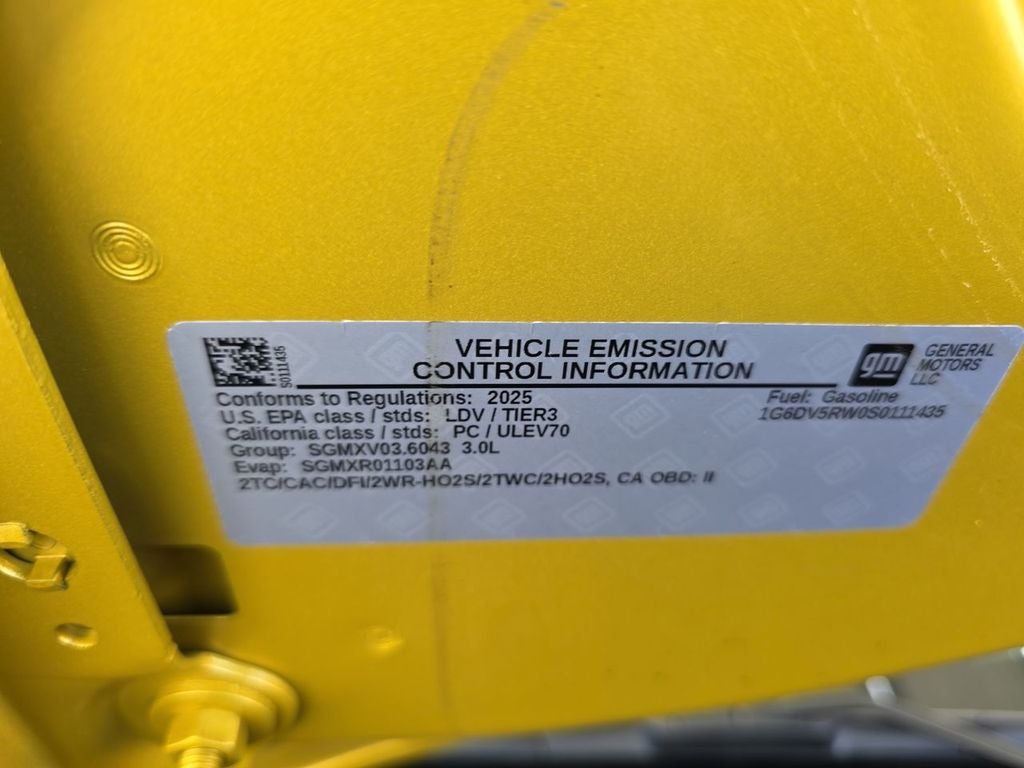 S0111435
VEHICLE EMISSION
CONTROL INFORMATION
gm
GENERAL
MOTORS
LLC
Conforms to Regulations: 2025
U.S. EPA class / stds: LDV / TIER3
California class / stds: PC / ULEV70
Group: SGMXV03.6043 3.0L
Evap: SGMXR01103AA
2TC/CAC/DFI/2WR-HO2S/2TWC/2HO2S, CA OBD: II
Fuel: Gasoline
1G6DV5RW0S0111435